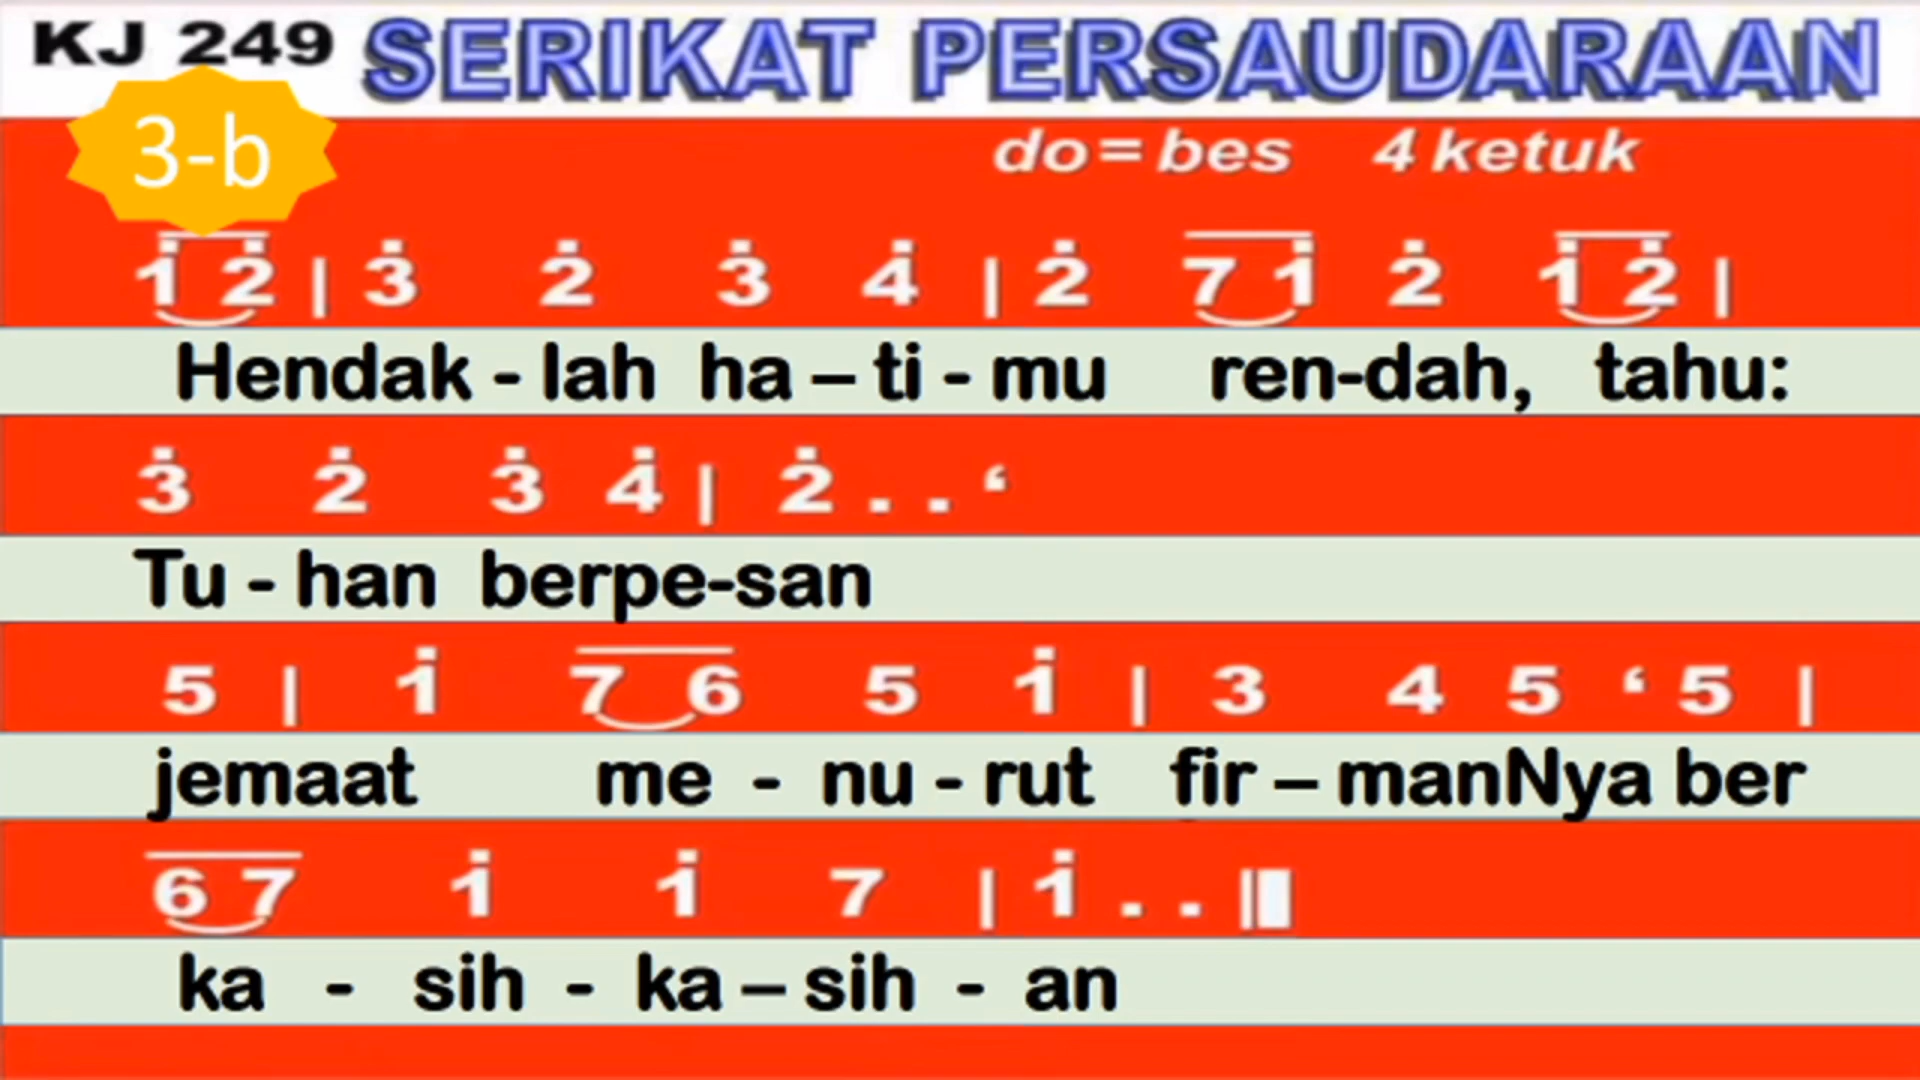 KJ 249 SERIKAT PERSAUDARAAN
3-b
do = bes 4 ketuk
1̇ 2̇ | 3̇ 2̇ 3̇ 4̇ | 2̇ 7 1̇ 2̇ 1̇ 2̇ |
Hendak - lah ha – ti - mu ren-dah, tahu:
3̇ 2̇ 3̇ 4̇ | 2̇ . . ‘
Tu - han berpe-san
5 | 1̇ 7 6 5 1̇ | 3 4 5 ‘ 5 |
jemaat me - nu - rut fir – manNya ber
6 7 1̇ 1̇ 7 | 1̇ . . ||
ka - sih - ka – sih - an